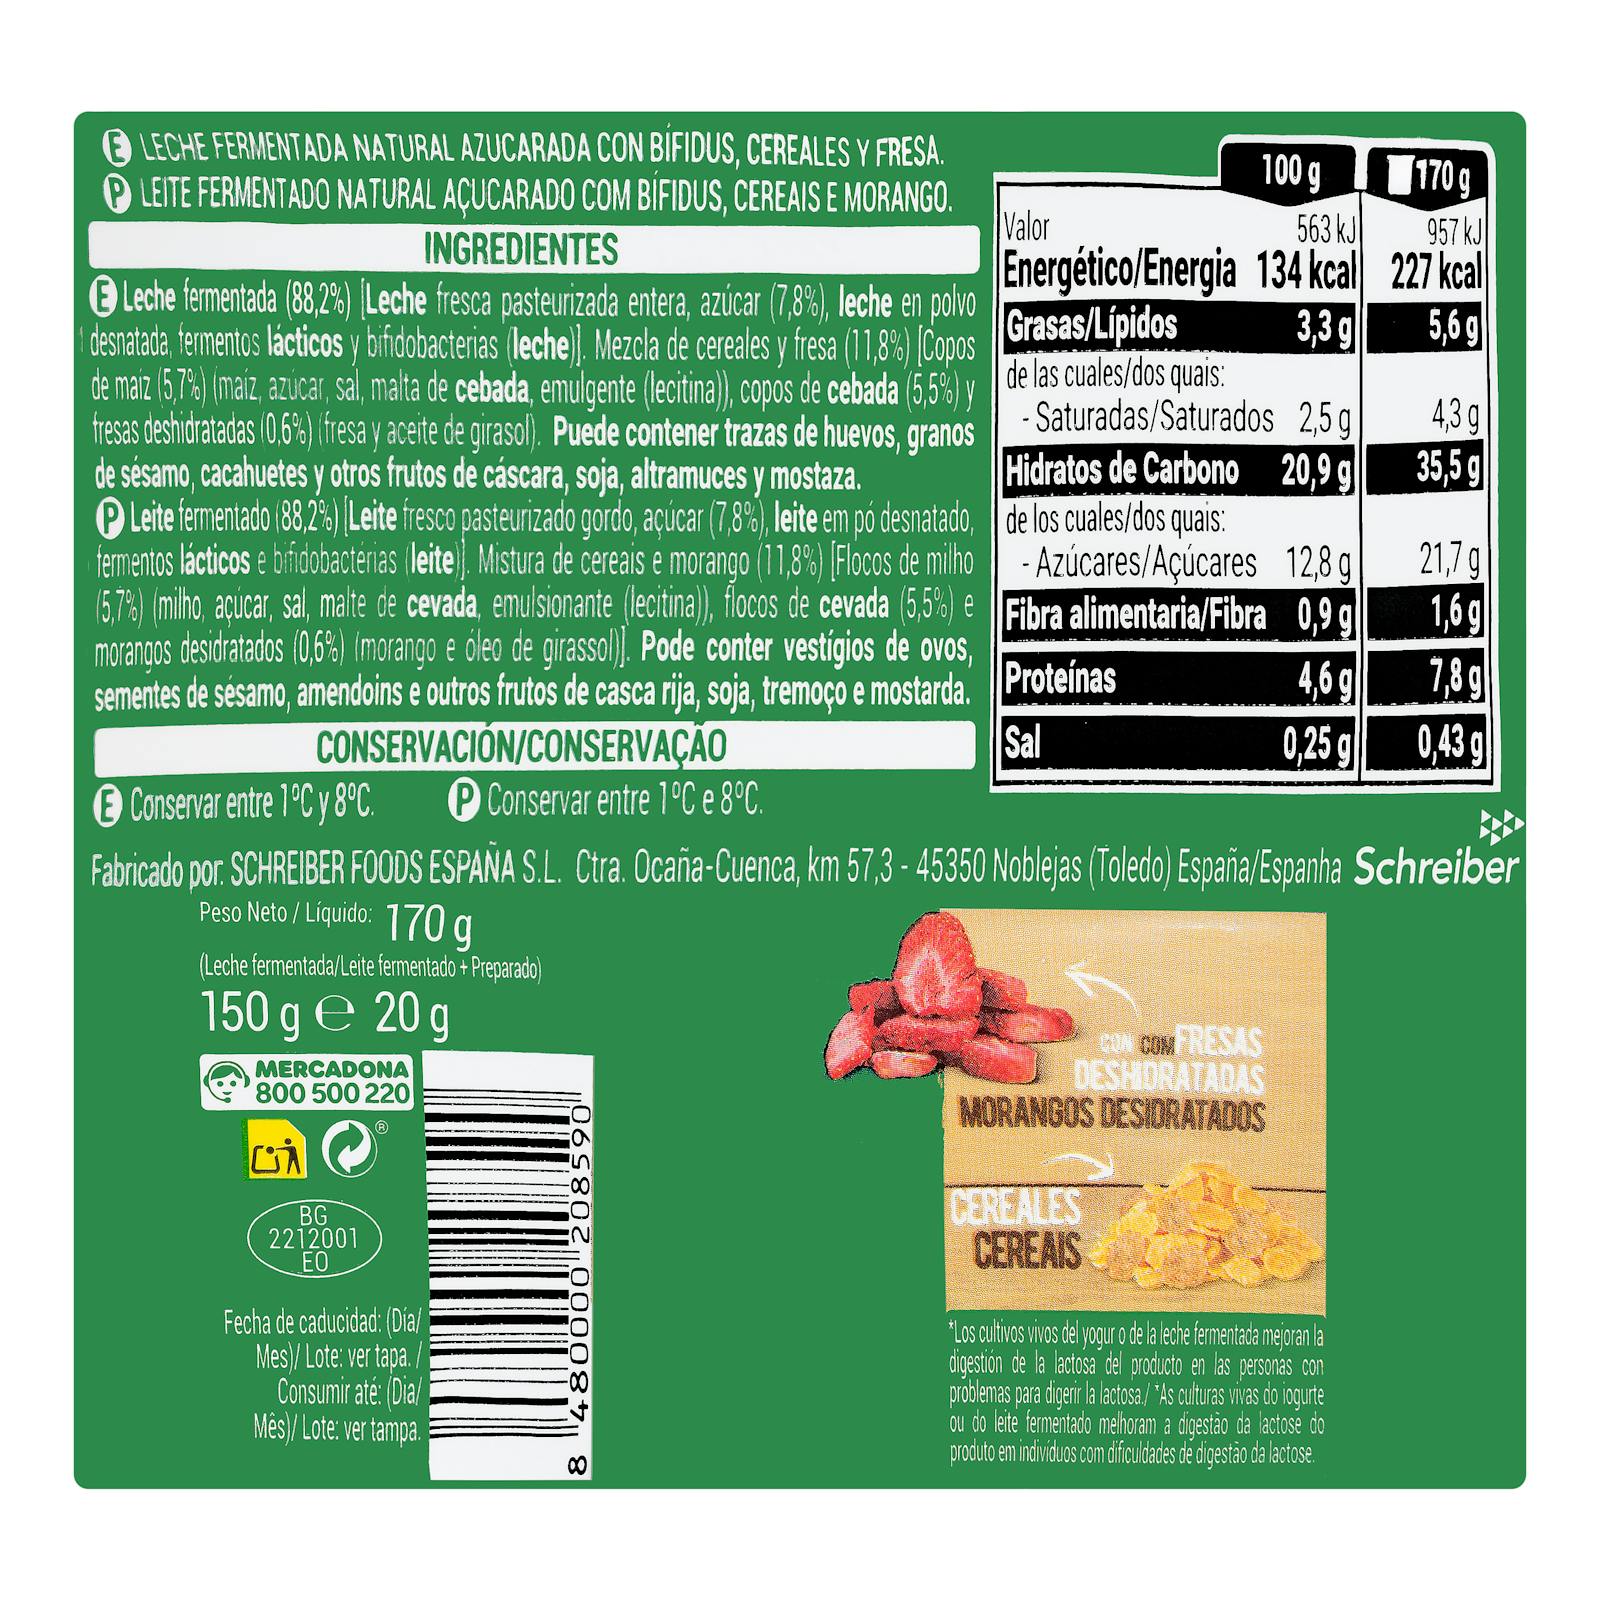 E LECHE FERMENTADA NATURAL AZUCARADA CON BÍFIDUS, CEREALES Y FRESA.
P LEITE FERMENTADO NATURAL AÇUCARADO COM BÍFIDUS, CEREAIS E MORANGO.
INGREDIENTES
E Leche fermentada (88,2%) [Leche fresca pasteurizada entera, azúcar (7,8%), leche en polvo
desnatada, fermentos lácticos y bifidobacterias (leche)]. Mezcla de cereales y fresa (11,8%) [Copos
de maíz (5,7%) (maíz, azúcar, sal, malta de cebada, emulgente (lecitina)), copos de cebada (5,5%) y
fresas deshidratadas (0,6%) (fresa y aceite de girasol). Puede contener trazas de huevos, granos
de sésamo, cacahuetes y otros frutos de cáscara, soja, altramuces y mostaza.
P Leite fermentado (88,2%) [Leite fresco pasteurizado gordo, açúcar (7,8%), leite em pó desnatado,
fermentos lácticos e bifidobactérias (leite)]. Mistura de cereais e morango (11,8%) [Flocos de milho
(5,7%) (milho, açúcar, sal, malte de cevada, emulsionante (lecitina)), flocos de cevada (5,5%) e
morangos desidratados (0,6%) (morango e óleo de girassol)]. Pode conter vestígios de ovos,
sementes de sésamo, amendoins e outros frutos de casca rija, soja, tremoço e mostarda.
CONSERVACIÓN/CONSERVAÇÃO
E Conservar entre 1ºC y 8ºC. P Conservar entre 1ºC e 8ºC.
100 g 170 g
Valor 563 kJ 957 kJ
Energético/Energia 134 kcal 227 kcal
Grasas/Lípidos 3,3 g 5,6 g
de las cuales/dos quais:
- Saturadas/Saturados 2,5 g 4,3 g
Hidratos de Carbono 20,9 g 35,5 g
de los cuales/dos quais:
- Azúcares/Açúcares 12,8 g 21,7 g
Fibra alimentaria/Fibra 0,9 g 1,6 g
Proteínas 4,6 g 7,8 g
Sal 0,25 g 0,43 g
Fabricado por: SCHREIBER FOODS ESPAÑA S.L. Ctra. Ocaña-Cuenca, km 57,3 - 45350 Noblejas (Toledo) España/Espanha Schreiber
Peso Neto / Líquido: 170 g
(Leche fermentada/Leite fermentado + Preparado)
150 g e 20 g
MERCADONA
800 500 220
®
BG
2212001
EO
Fecha de caducidad: (Día/
Mes)/ Lote: ver tapa. /
Consumir até: (Dia/
Mês)/ Lote: ver tampa.
8 480000 208590
CON COM FRESAS
DESHIDRATADAS
MORANGOS DESIDRATADOS
CEREALES
CEREAIS
*Los cultivos vivos del yogur o de la leche fermentada mejoran la
digestión de la lactosa del producto en las personas con
problemas para digerir la lactosa./ *As culturas vivas do iogurte
ou do leite fermentado melhoram a digestão da lactose do
produto em indivíduos com dificuldades de digestão da lactose.